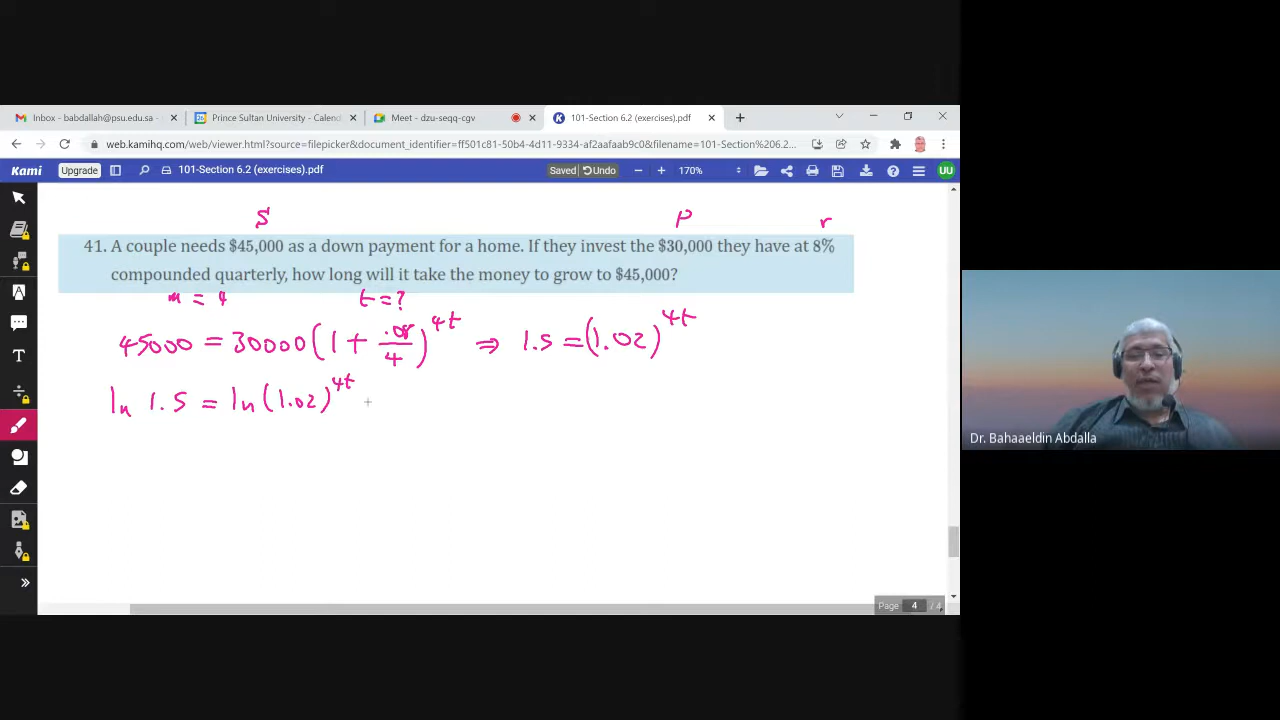 Inbox - babdallah@psu.edu.sa
Prince Sultan University - Calend
Meet - dzu-seqq-cgv
101-Section 6.2 (exercises).pdf
web.kamihq.com/web/viewer.html?source=filepicker&document_identifier=ff501c81-50b4-4d11-9334-af2aafaab9c0&filename=101-Section%206.2...
Kami Upgrade 101-Section 6.2 (exercises).pdf Saved Undo 170% UU
S P r
41. A couple needs $45,000 as a down payment for a home. If they invest the $30,000 they have at 8%
compounded quarterly, how long will it take the money to grow to $45,000?
m = 4 t = ?
45000 = 30000 (1 + .08/4)^4t ⇒ 1.5 = (1.02)^4t
ln 1.5 = ln (1.02)^4t
Dr. Bahaaeldin Abdalla
Page 4 / 4